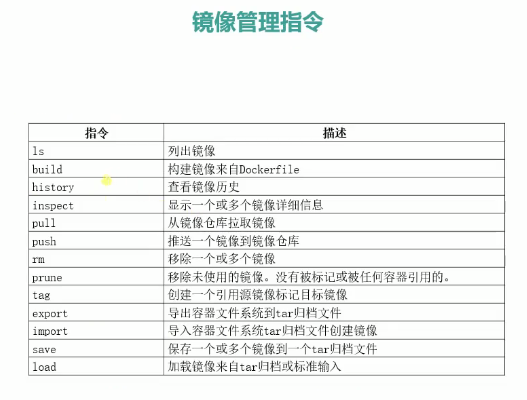 镜像管理指令
指令 描述
ls 列出镜像
build 构建镜像来自Dockerfile
history 查看镜像历史
inspect 显示一个或多个镜像详细信息
pull 从镜像仓库拉取镜像
push 推送一个镜像到镜像仓库
rm 移除一个或多个镜像
prune 移除未使用的镜像。没有被标记或被任何容器引用的。
tag 创建一个引用源镜像标记目标镜像
export 导出容器文件系统到tar归档文件
import 导入容器文件系统tar归档文件创建镜像
save 保存一个或多个镜像到一个tar归档文件
load 加载镜像来自tar归档或标准输入